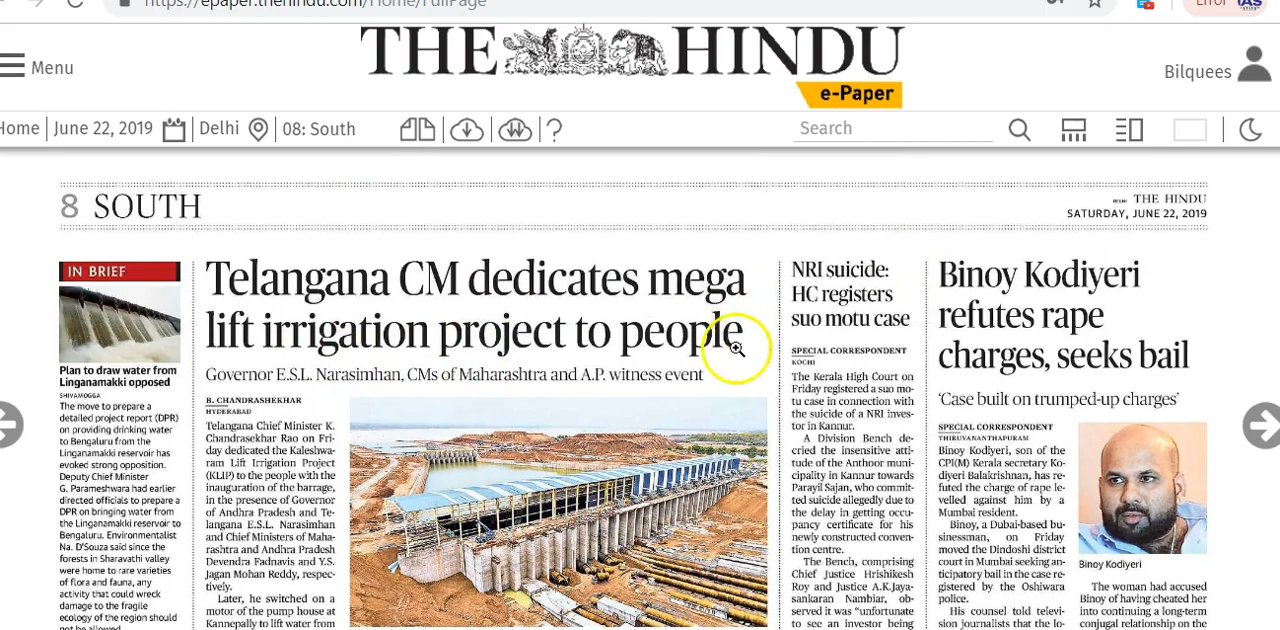 https://epaper.thehindu.com/Home/FullPage
Error
IAS
THE HINDU
e-Paper
Menu
Bilquees
Home
June 22, 2019
Delhi
08: South
?
Search
8 SOUTH
THE HINDU
SATURDAY, JUNE 22, 2019
IN BRIEF
Plan to draw water from
Linganamakki opposed
SHIVAMOGGA
The move to prepare a
detailed project report (DPR)
on providing drinking water
to Bengaluru from the
Linganamakki reservoir has
evoked strong opposition.
Deputy Chief Minister
G. Parameshwara had earlier
directed officials to prepare a
DPR on bringing water from
the Linganamakki reservoir to
Bengaluru. Environmentalist
Na. D'Souza said since the
forests in Sharavathi valley
were home to rare varieties
of flora and fauna, any
activity that could wreck
damage to the fragile
ecology of the region should
not be allowed.
Telangana CM dedicates mega
lift irrigation project to people
Governor E.S.L. Narasimhan, CMs of Maharashtra and A.P. witness event
B. CHANDRASHEKHAR
HYDERABAD
Telangana Chief Minister K.
Chandrasekhar Rao on Fri-
day dedicated the Kaleshwa-
ram Lift Irrigation Project
(KLIP) to the people with the
inauguration of the barrage,
in the presence of Governor
of Andhra Pradesh and Te-
langana E.S.L. Narasimhan
and Chief Ministers of Maha-
rashtra and Andhra Pradesh
Devendra Fadnavis and Y.S.
Jagan Mohan Reddy, respec-
tively.
Later, he switched on a
motor of the pump house at
Kannepally to lift water from
NRI suicide:
HC registers
suo motu case
SPECIAL CORRESPONDENT
KOCHI
The Kerala High Court on
Friday registered a suo mo-
tu case in connection with
the suicide of a NRI inves-
tor in Kannur.
A Division Bench de-
cried the insensitive atti-
tude of the Anthoor muni-
cipality in Kannur towards
Parayil Sajan, who commit-
ted suicide allegedly due to
the delay in getting occu-
pancy certificate for his
newly constructed conven-
tion centre.
The Bench, comprising
Chief Justice Hrishikesh
Roy and Justice A.K.Jaya-
sankaran Nambiar, ob-
served it was “unfortunate
to see an investor being
Binoy Kodiyeri
refutes rape
charges, seeks bail
‘Case built on trumped-up charges’
SPECIAL CORRESPONDENT
THIRUVANANTHAPURAM
Binoy Kodiyeri, son of the
CPI(M) Kerala secretary Ko-
diyeri Balakrishnan, has re-
futed the charge of rape le-
velled against him by a
Mumbai resident.
Binoy, a Dubai-based bu-
sinessman, on Friday
moved the Dindoshi district
court in Mumbai seeking an-
ticipatory bail in the case re-
gistered by the Oshiwara
police.
His counsel told televi-
sion journalists that the lo-
Binoy Kodiyeri
The woman had accused
Binoy of having cheated her
into continuing a long-term
conjugal relationship on the